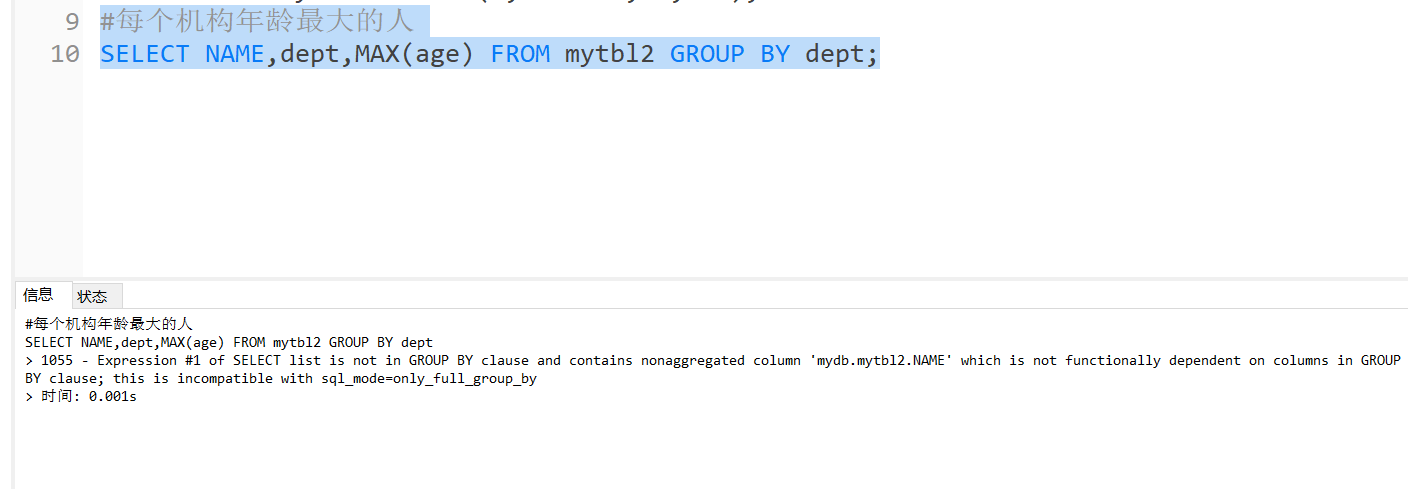 9 #每个机构年龄最大的人
10 SELECT NAME,dept,MAX(age) FROM mytbl2 GROUP BY dept;
信息 状态
#每个机构年龄最大的人
SELECT NAME,dept,MAX(age) FROM mytbl2 GROUP BY dept
> 1055 - Expression #1 of SELECT list is not in GROUP BY clause and contains nonaggregated column 'mydb.mytbl2.NAME' which is not functionally dependent on columns in GROUP
BY clause; this is incompatible with sql_mode=only_full_group_by
> 时间: 0.001s